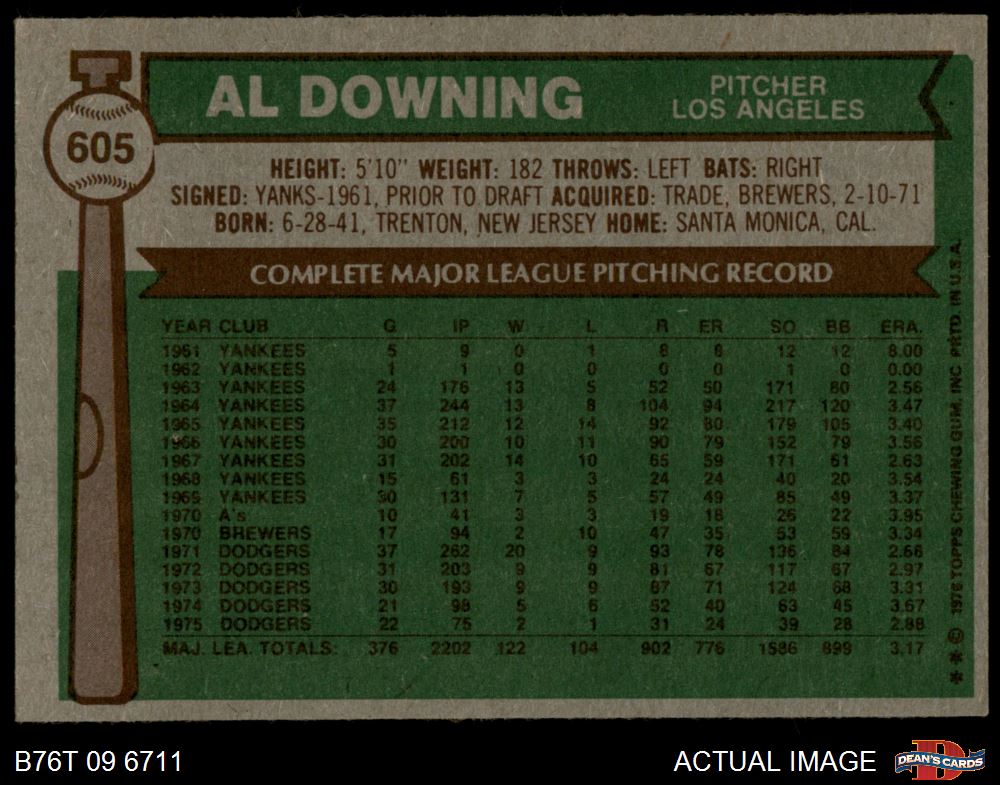 605
AL DOWNING
PITCHER
LOS ANGELES
HEIGHT: 5'10" WEIGHT: 182 THROWS: LEFT BATS: RIGHT
SIGNED: YANKS-1961, PRIOR TO DRAFT ACQUIRED: TRADE, BREWERS, 2-10-71
BORN: 6-28-41, TRENTON, NEW JERSEY HOME: SANTA MONICA, CAL.
COMPLETE MAJOR LEAGUE PITCHING RECORD
YEAR CLUB G IP W L R ER SO BB ERA.
1961 YANKEES 5 9 0 1 8 8 12 12 8.00
1962 YANKEES 1 1 0 0 0 0 1 0 0.00
1963 YANKEES 24 176 13 5 52 50 171 80 2.56
1964 YANKEES 37 244 13 8 104 94 217 120 3.47
1965 YANKEES 35 212 12 14 92 80 179 105 3.40
1966 YANKEES 30 200 10 11 90 79 152 79 3.56
1967 YANKEES 31 202 14 10 65 59 171 61 2.63
1968 YANKEES 15 61 3 3 24 24 40 20 3.54
1969 YANKEES 30 131 7 5 57 49 85 49 3.37
1970 A's 10 41 3 3 19 18 26 22 3.95
1970 BREWERS 17 94 2 10 47 35 53 59 3.34
1971 DODGERS 37 262 20 9 93 78 136 84 2.68
1972 DODGERS 31 203 9 9 81 67 117 67 2.97
1973 DODGERS 30 193 9 9 87 71 124 68 3.31
1974 DODGERS 21 98 5 6 52 40 63 45 3.67
1975 DODGERS 22 75 2 1 31 24 39 28 2.88
MAJ. LEA. TOTALS: 376 2202 122 104 902 776 1586 899 3.17
* * © 1976 TOPPS CHEWING GUM, INC. PRTD. IN U.S.A.
B76T 09 6711
ACTUAL IMAGE
DEAN'S CARDS